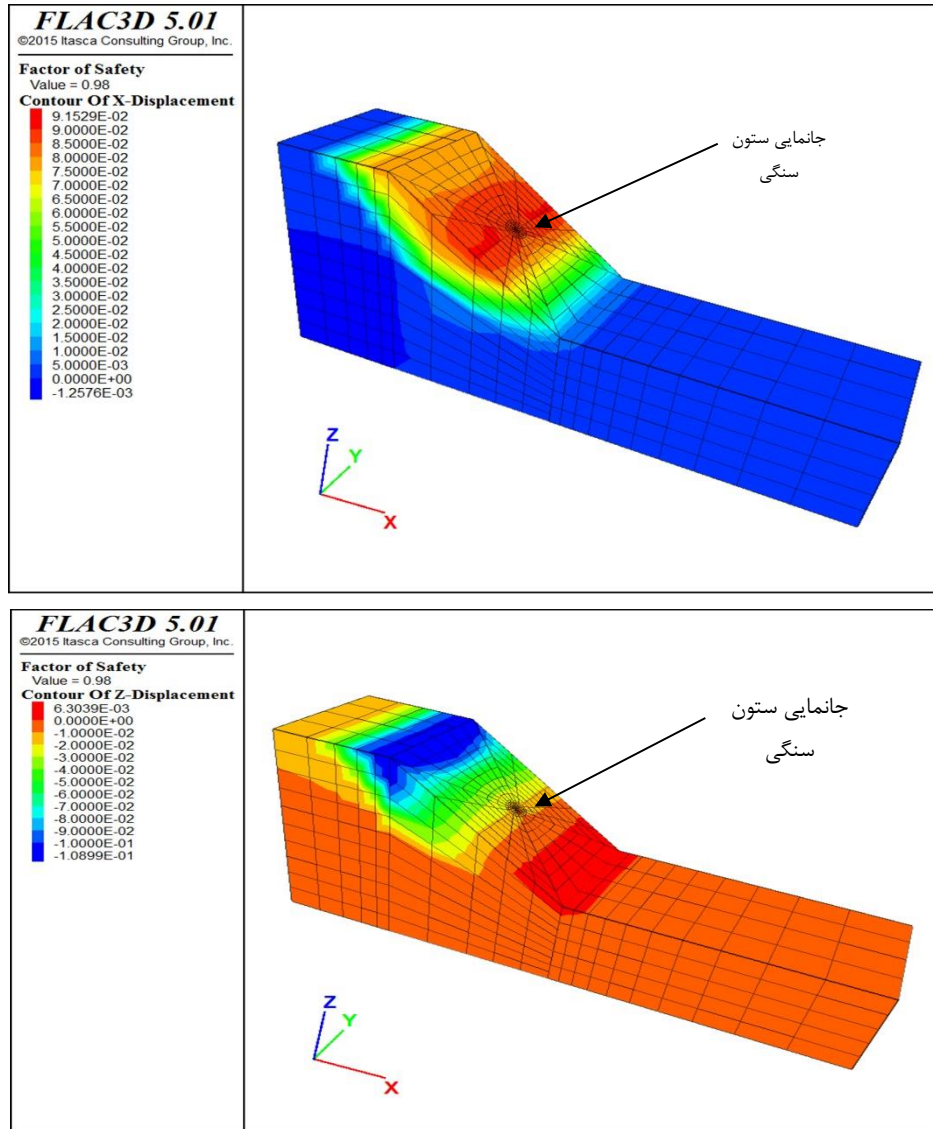 FLAC3D 5.01
©2015 Itasca Consulting Group, Inc.
Factor of Safety
Value = 0.98
Contour Of X-Displacement
9.1529E-02
9.0000E-02
8.5000E-02
8.0000E-02
7.5000E-02
7.0000E-02
6.5000E-02
6.0000E-02
5.5000E-02
5.0000E-02
4.5000E-02
4.0000E-02
3.5000E-02
3.0000E-02
2.5000E-02
2.0000E-02
1.5000E-02
1.0000E-02
5.0000E-03
0.0000E+00
-1.2576E-03
جانمایی ستون
سنگی
Z
Y
X
FLAC3D 5.01
©2015 Itasca Consulting Group, Inc.
Factor of Safety
Value = 0.98
Contour Of Z-Displacement
6.3039E-03
0.0000E+00
-1.0000E-02
-2.0000E-02
-3.0000E-02
-4.0000E-02
-5.0000E-02
-6.0000E-02
-7.0000E-02
-8.0000E-02
-9.0000E-02
-1.0000E-01
-1.0899E-01
جانمایی ستون
سنگی
Z
Y
X